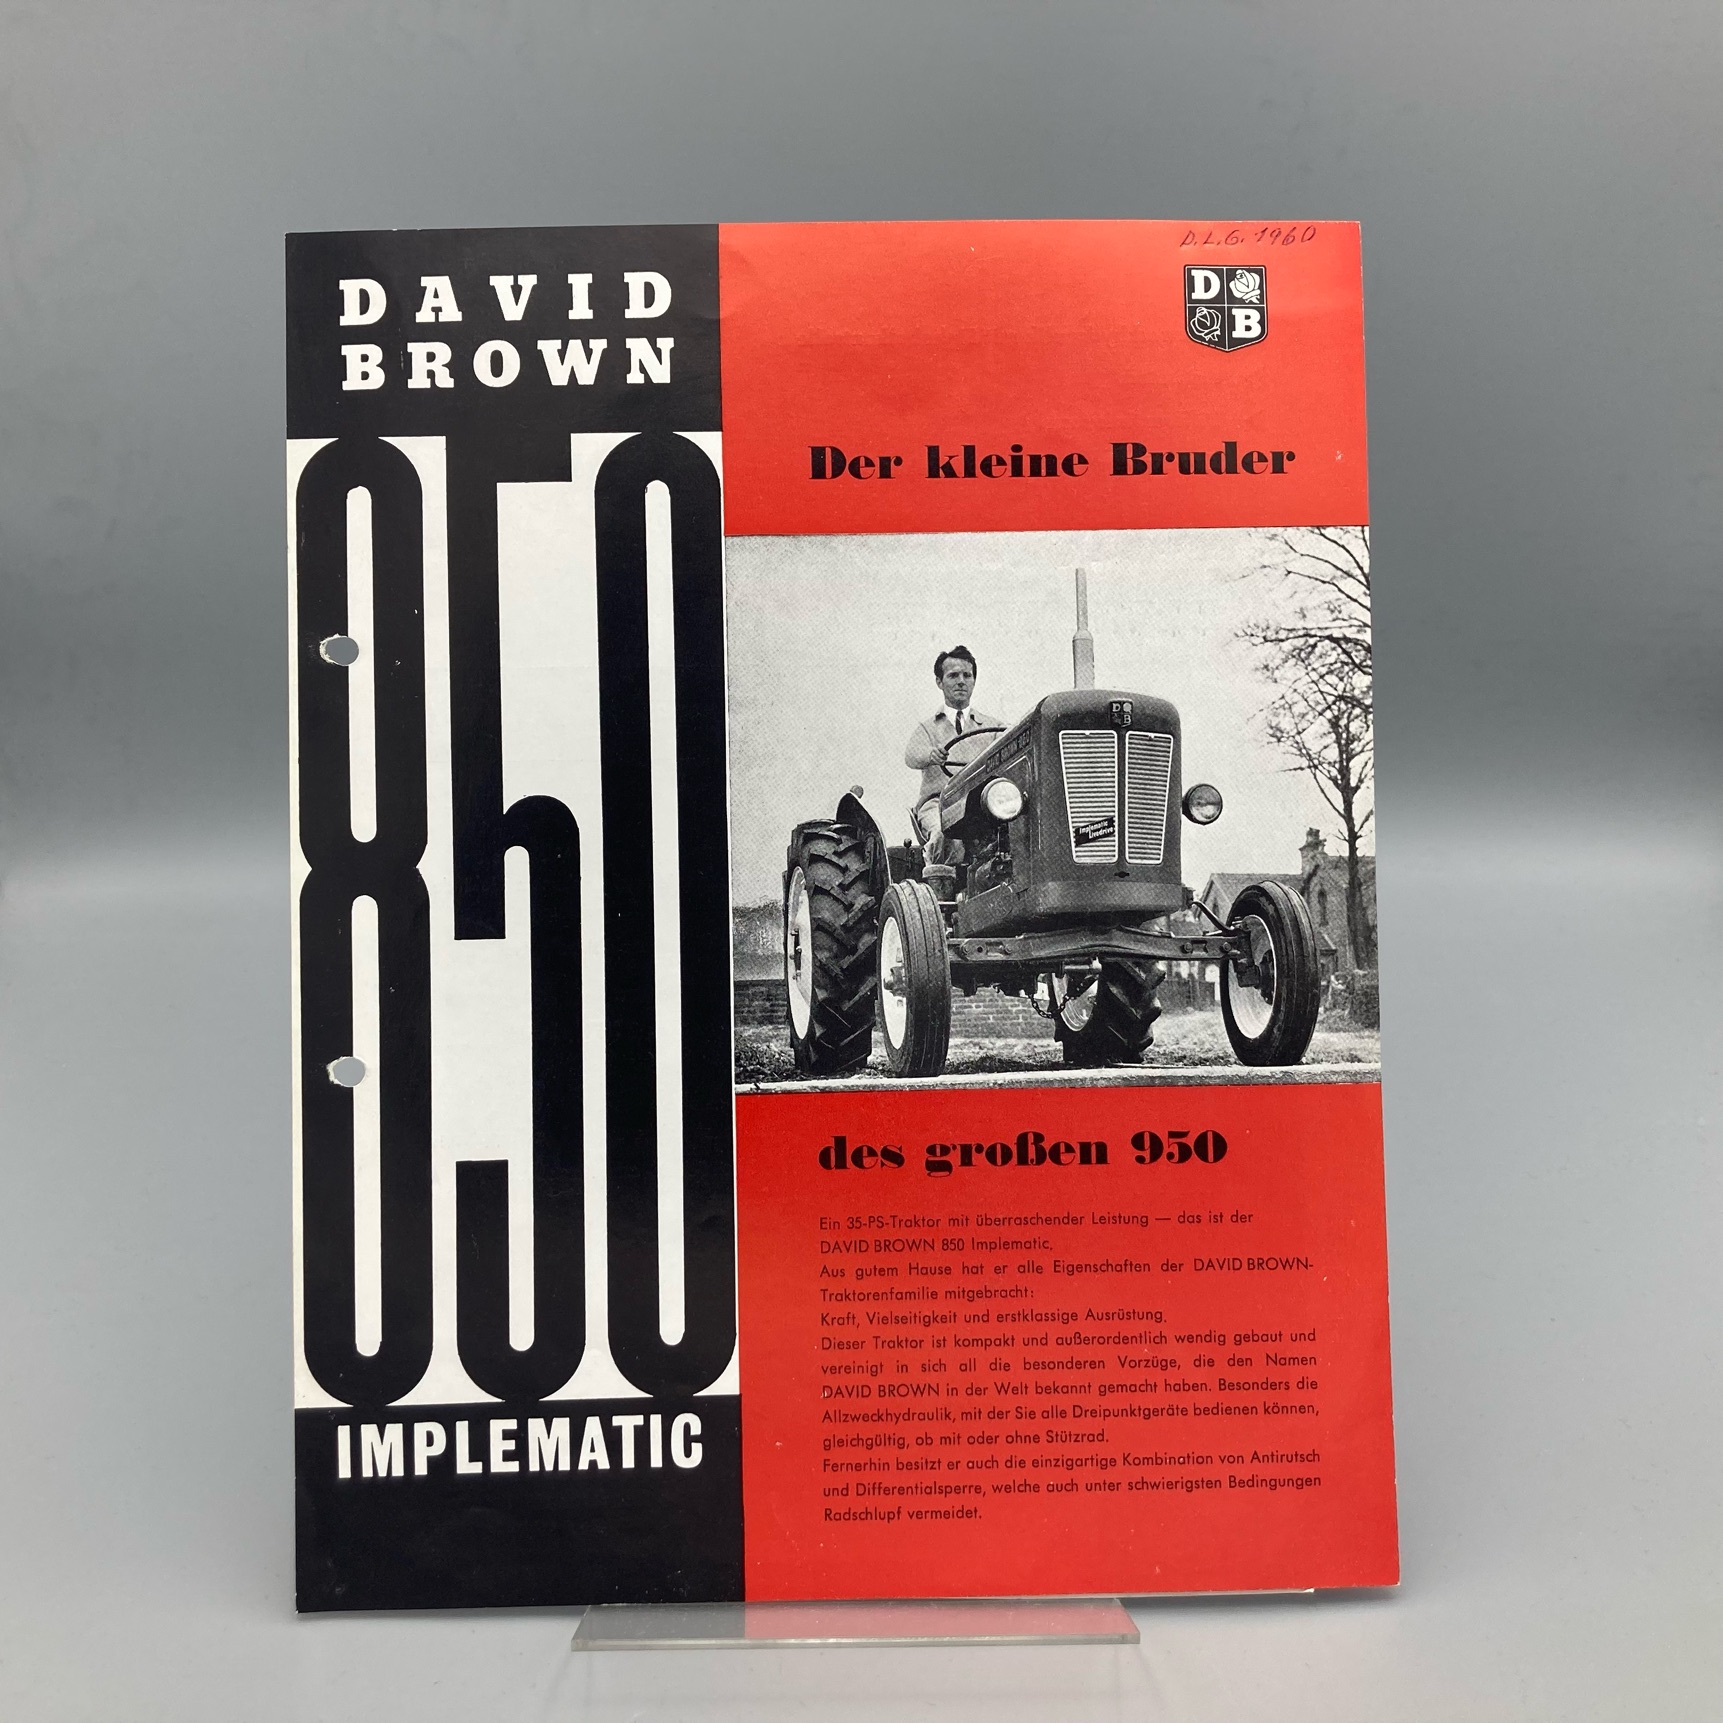 DAVID
BROWN
850
IMPLEMATIC
D.L.G. 1960
D
B
Der kleine Bruder
D
B
Implematic
Livedrive
des großen 950
Ein 35-PS-Traktor mit überraschender Leistung — das ist der
DAVID BROWN 850 Implematic.
Aus gutem Hause hat er alle Eigenschaften der DAVID BROWN-
Traktorenfamilie mitgebracht:
Kraft, Vielseitigkeit und erstklassige Ausrüstung.
Dieser Traktor ist kompakt und außerordentlich wendig gebaut und
vereinigt in sich all die besonderen Vorzüge, die den Namen
DAVID BROWN in der Welt bekannt gemacht haben. Besonders die
Allzweckhydraulik, mit der Sie alle Dreipunktgeräte bedienen können,
gleichgültig, ob mit oder ohne Stützrad.
Fernerhin besitzt er auch die einzigartige Kombination von Antirutsch
und Differentialsperre, welche auch unter schwierigsten Bedingungen
Radschlupf vermeidet.